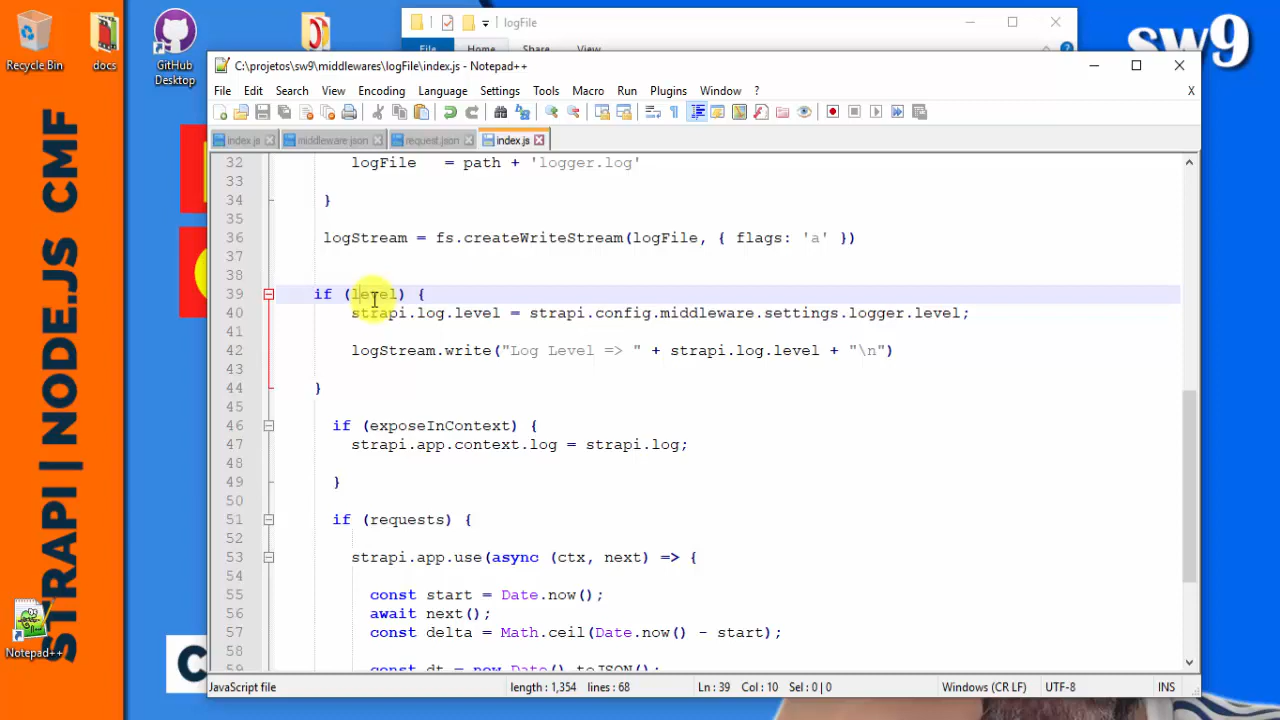 logFile
File Home Share View
sw9
Recycle Bin
docs
GitHub
Desktop
STRAPI | NODE.JS CMF
Notepad++
C:\projetos\sw9\middlewares\logFile\index.js - Notepad++
File Edit Search View Encoding Language Settings Tools Macro Run Plugins Window ? X
index.js middleware.json request.json index.js
32 logFile = path + 'logger.log'
33
34 }
35
36 logStream = fs.createWriteStream(logFile, { flags: 'a' })
37
38
39 if (level) {
40 strapi.log.level = strapi.config.middleware.settings.logger.level;
41
42 logStream.write("Log Level => " + strapi.log.level + "\n")
43
44 }
45
46 if (exposeInContext) {
47 strapi.app.context.log = strapi.log;
48
49 }
50
51 if (requests) {
52
53 strapi.app.use(async (ctx, next) => {
54
55 const start = Date.now();
56 await next();
57 const delta = Math.ceil(Date.now() - start);
58
59 const dt = new Date().toJSON();
JavaScript file length : 1,354 lines : 68 Ln : 39 Col : 10 Sel : 0 | 0 Windows (CR LF) UTF-8 INS